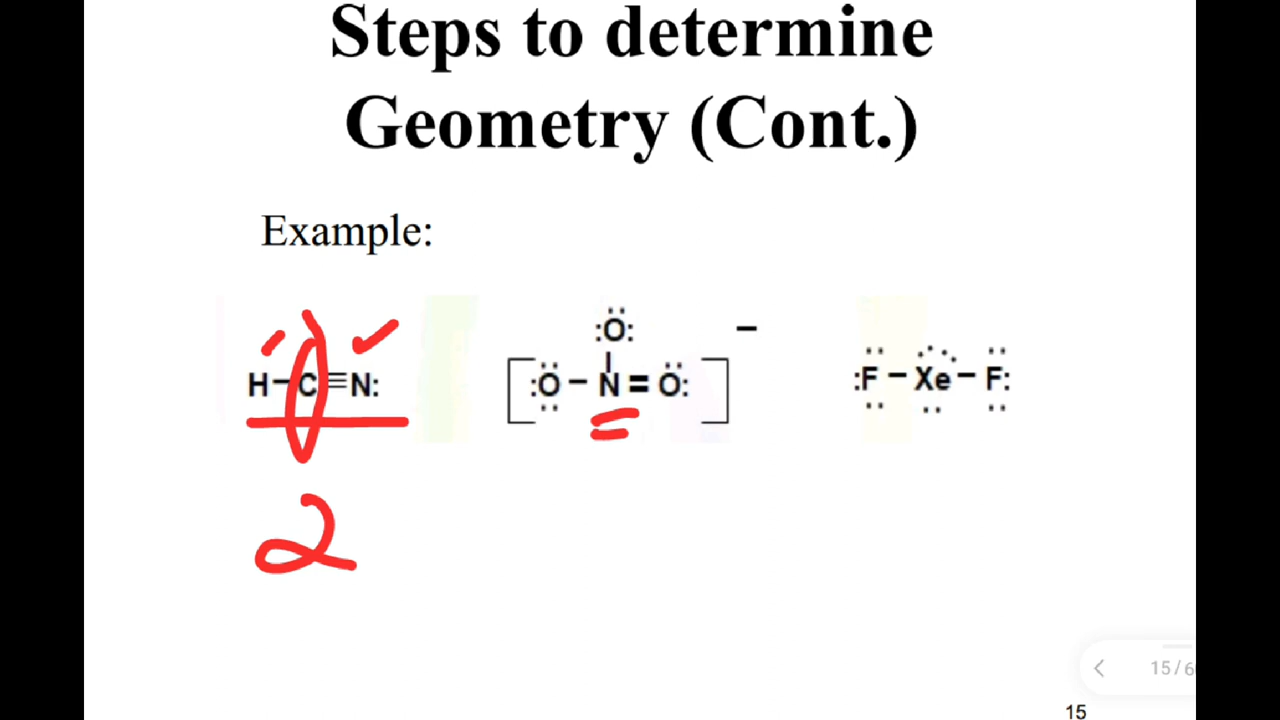 Steps to determine
Geometry (Cont.)
Example:
:Ö:
H–C≡N:
[:Ö–N=Ö:]⁻
:F–Xe–F:
2
15/6
15